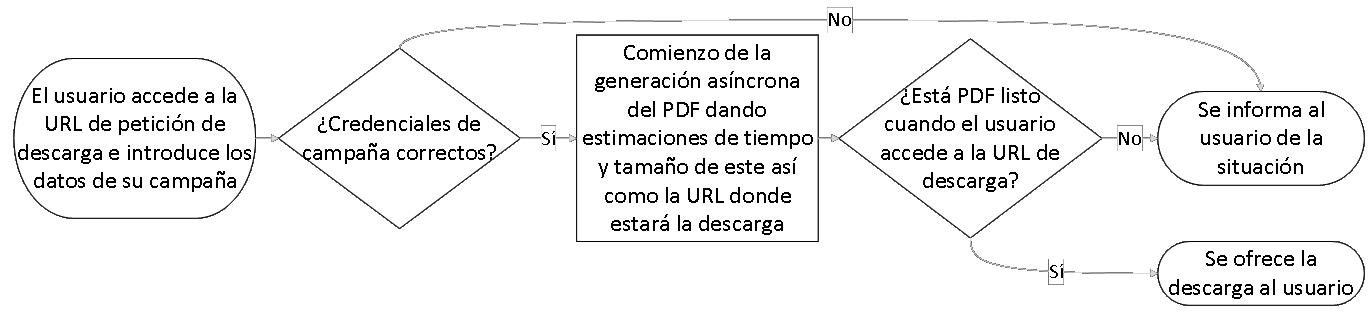 No
El usuario accede a la
URL de petición de
descarga e introduce los
datos de su campaña
¿Credenciales de
campaña correctos?
Sí
Comienzo de la
generación asíncrona
del PDF dando
estimaciones de tiempo
y tamaño de este así
como la URL donde
estará la descarga
¿Está PDF listo
cuando el usuario
accede a la URL de
descarga?
No
Se informa al
usuario de la
situación
Sí
Se ofrece la
descarga al usuario